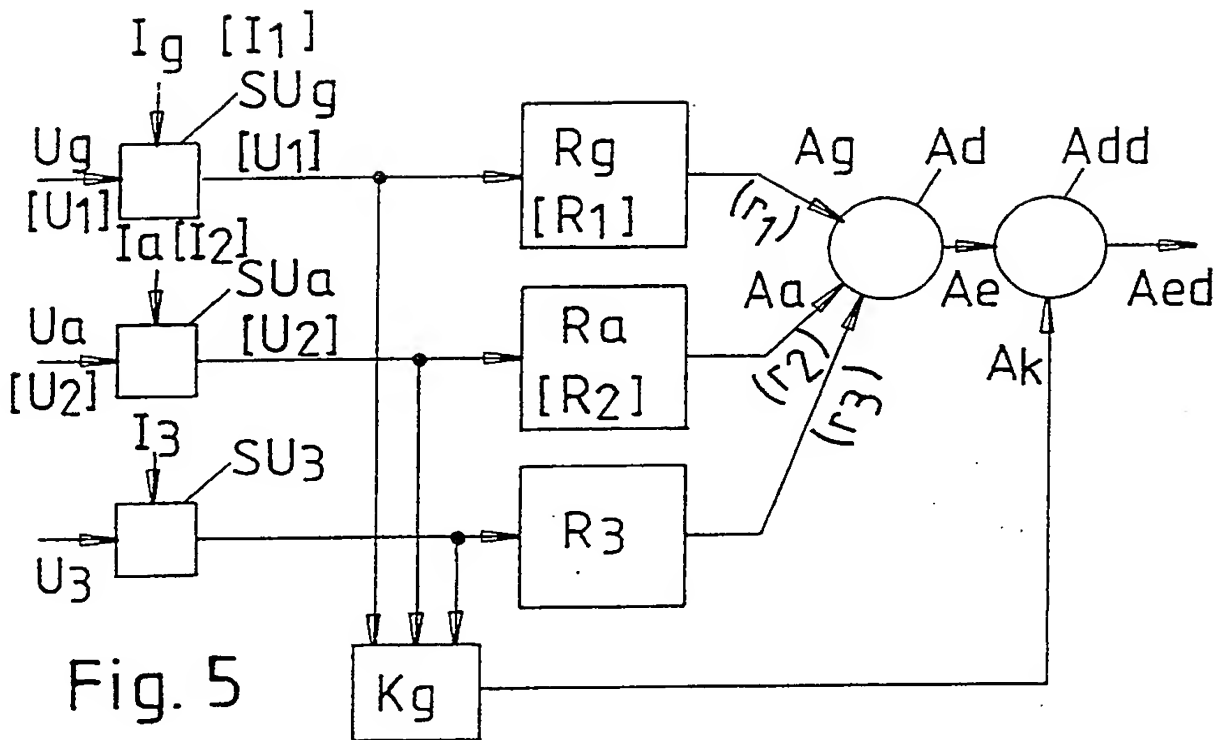 Ig [I1]
SUg
Ug
[U1]
[U1]
Rg
[R1]
Ag
(r1)
Ad
Add
Ia [I2]
SUa
Ua
[U2]
[U2]
Ra
[R2]
Aa
(r2)
Ae
Aed
I3
SU3
U3
R3
(r3)
Ak
Kg
Fig. 5